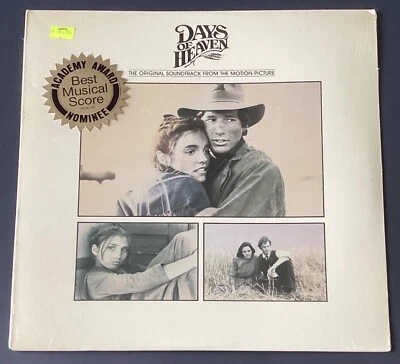 DAYS
OF
HEAVEN
THE ORIGINAL SOUNDTRACK FROM THE MOTION PICTURE
ACADEMY AWARD
Best
Musical
Score
NOMINEE